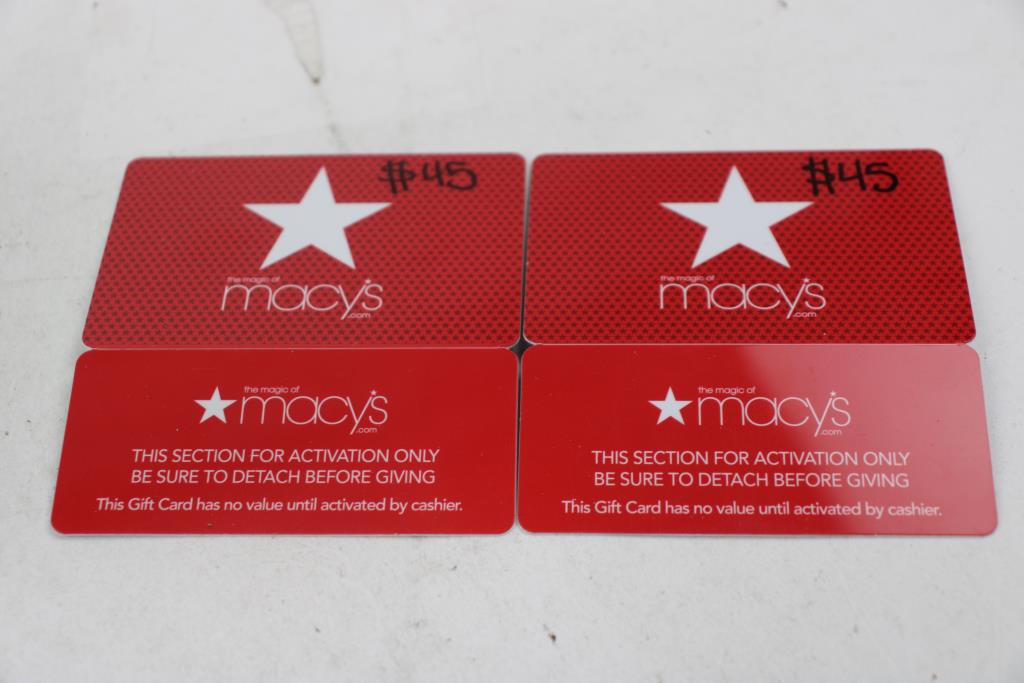 $45
the magic of
macy's
.com
$45
the magic of
macy's
.com
the magic of
macy's
.com
THIS SECTION FOR ACTIVATION ONLY
BE SURE TO DETACH BEFORE GIVING
This Gift Card has no value until activated by cashier.
the magic of
macy's
.com
THIS SECTION FOR ACTIVATION ONLY
BE SURE TO DETACH BEFORE GIVING
This Gift Card has no value until activated by cashier.